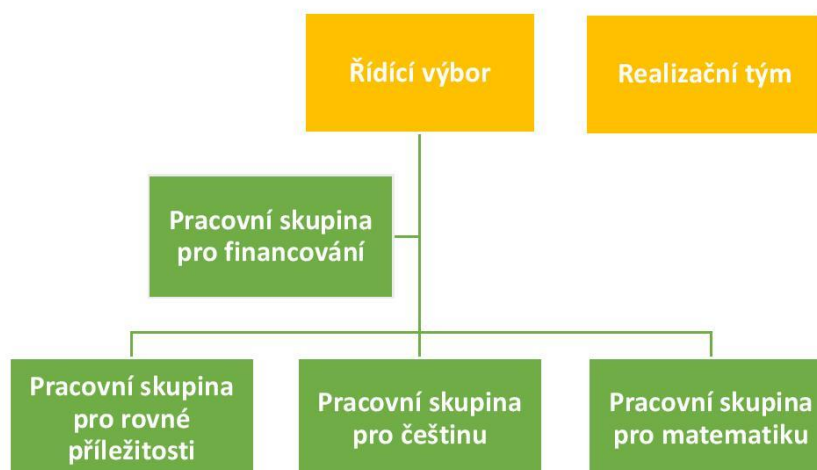 Řídící výbor
Realizační tým
Pracovní skupina
pro financování
Pracovní skupina
pro rovné
příležitosti
Pracovní skupina
pro češtinu
Pracovní skupina
pro matematiku